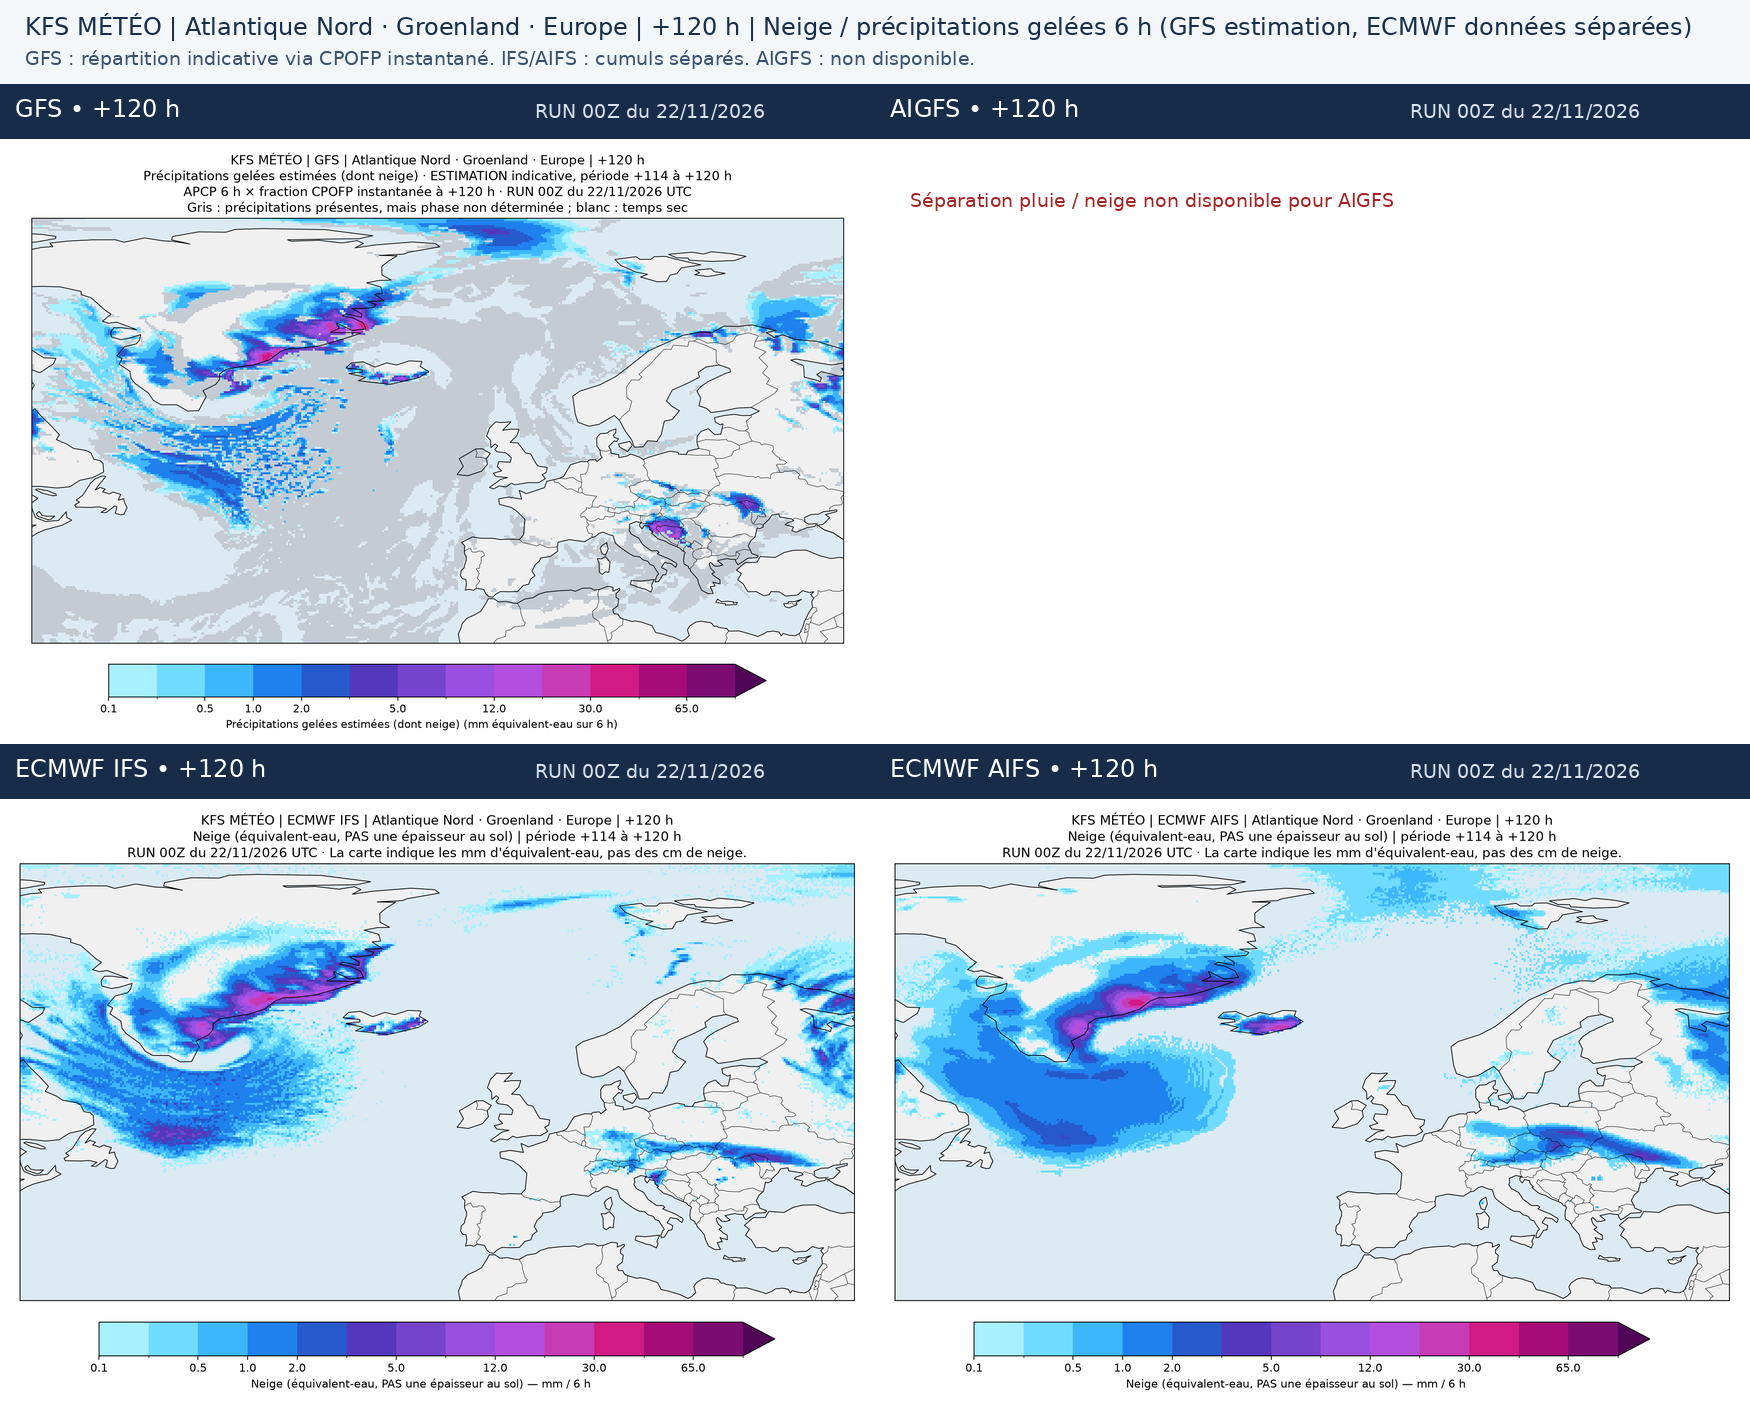 KFS MÉTÉO | Atlantique Nord · Groenland · Europe | +120 h | Neige / précipitations gelées 6 h (GFS estimation, ECMWF données séparées)
GFS : répartition indicative via CPOFP instantané. IFS/AIFS : cumuls séparés. AIGFS : non disponible.
GFS • +120 h
RUN 00Z du 22/11/2026
AIGFS • +120 h
RUN 00Z du 22/11/2026
KFS MÉTÉO | GFS | Atlantique Nord · Groenland · Europe | +120 h
Précipitations gelées estimées (dont neige) · ESTIMATION indicative, période +114 à +120 h
APCP 6 h × fraction CPOFP instantanée à +120 h · RUN 00Z du 22/11/2026 UTC
Gris : précipitations présentes, mais phase non déterminée ; blanc : temps sec
Séparation pluie / neige non disponible pour AIGFS
0.1 0.5 1.0 2.0 5.0 12.0 30.0 65.0
Précipitations gelées estimées (dont neige) (mm équivalent-eau sur 6 h)
ECMWF IFS • +120 h
RUN 00Z du 22/11/2026
ECMWF AIFS • +120 h
RUN 00Z du 22/11/2026
KFS MÉTÉO | ECMWF IFS | Atlantique Nord · Groenland · Europe | +120 h
Neige (équivalent-eau, PAS une épaisseur au sol) | période +114 à +120 h
RUN 00Z du 22/11/2026 UTC · La carte indique les mm d'équivalent-eau, pas des cm de neige.
KFS MÉTÉO | ECMWF AIFS | Atlantique Nord · Groenland · Europe | +120 h
Neige (équivalent-eau, PAS une épaisseur au sol) | période +114 à +120 h
RUN 00Z du 22/11/2026 UTC · La carte indique les mm d'équivalent-eau, pas des cm de neige.
0.1 0.5 1.0 2.0 5.0 12.0 30.0 65.0
Neige (équivalent-eau, PAS une épaisseur au sol) — mm / 6 h
0.1 0.5 1.0 2.0 5.0 12.0 30.0 65.0
Neige (équivalent-eau, PAS une épaisseur au sol) — mm / 6 h